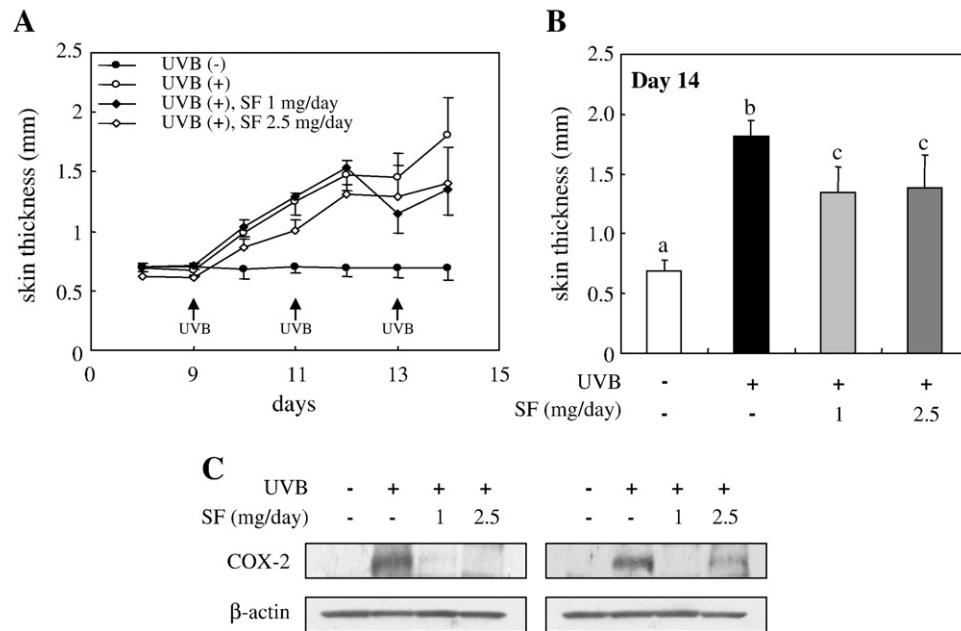 A
2.5
2
1.5
1
0.5
0
skin thickness (mm)
UVB (-)
UVB (+)
UVB (+), SF 1 mg/day
UVB (+), SF 2.5 mg/day
UVB UVB UVB
0 9 11 13 15
days
B
2.5
2.0
1.5
1.0
0.5
0
skin thickness (mm)
Day 14
a b c c
UVB - + + +
SF (mg/day) - - 1 2.5
C
UVB - + + + - + + +
SF (mg/day) - - 1 2.5 - - 1 2.5
COX-2
β-actin